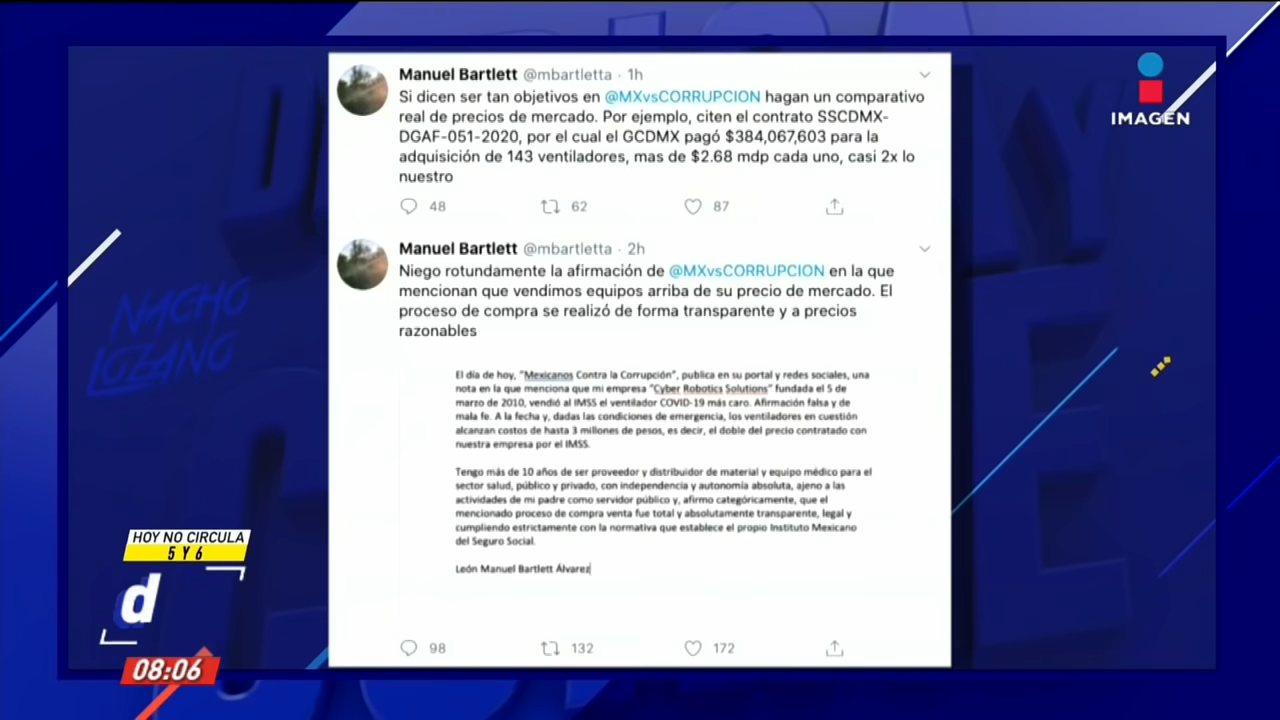 Manuel Bartlett @mbartletta · 1h
Si dicen ser tan objetivos en @MXvsCORRUPCION hagan un comparativo
real de precios de mercado. Por ejemplo, citen el contrato SSCDMX-
DGAF-051-2020, por el cual el GCDMX pagó $384,067,603 para la
adquisición de 143 ventiladores, mas de $2.68 mdp cada uno, casi 2x lo
nuestro
48 62 87
Manuel Bartlett @mbartletta · 2h
Niego rotundamente la afirmación de @MXvsCORRUPCION en la que
mencionan que vendimos equipos arriba de su precio de mercado. El
proceso de compra se realizó de forma transparente y a precios
razonables
El día de hoy, "Mexicanos Contra la Corrupción", publica en su portal y redes sociales, una
nota en la que menciona que mi empresa "Cyber Robotics Solutions" fundada el 5 de
marzo de 2010, vendió al IMSS el ventilador COVID-19 más caro. Afirmación falsa y de
mala fe. A la fecha y, dadas las condiciones de emergencia, los ventiladores en cuestión
alcanzan costos de hasta 3 millones de pesos, es decir, el doble del precio contratado con
nuestra empresa por el IMSS.
Tengo más de 10 años de ser proveedor y distribuidor de material y equipo médico para el
sector salud, público y privado, con independencia y autonomía absoluta, ajeno a las
actividades de mi padre como servidor público y, afirmo categóricamente, que el
mencionado proceso de compra venta fue total y absolutamente transparente, legal y
cumpliendo estrictamente con la normativa que establece el propio Instituto Mexicano
del Seguro Social.
León Manuel Bartlett Álvarez
98 132 172
IMAGEN
NACHO
LOZANO
HOY NO CIRCULA
5 Y 6
d
08:06